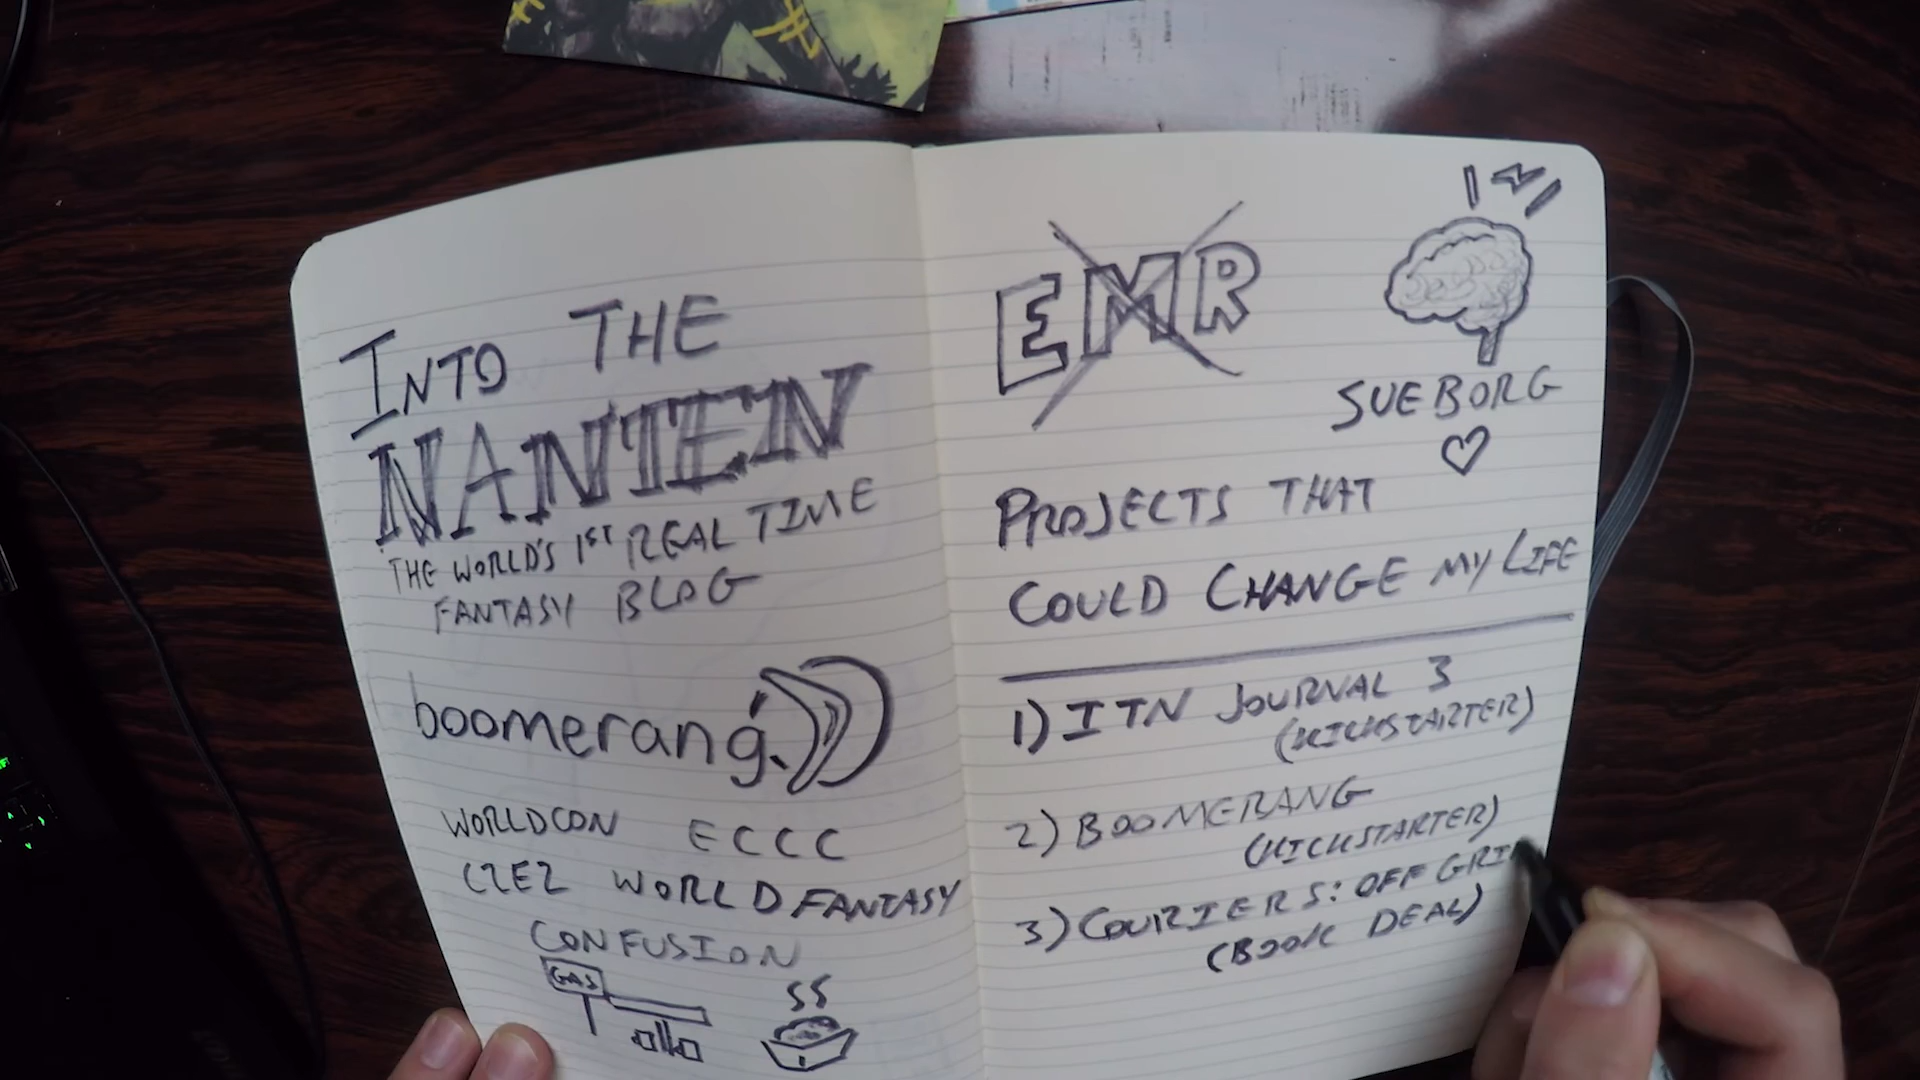 INTO THE
NANTEN
THE WORLD'S 1ST REAL TIME
FANTASY BLOG
boomerang
WORLDCON ECCC
C2E2 WORLD FANTASY
CONFUSION
GAS
EMR
SUEBORG
PROJECTS THAT
COULD CHANGE MY LIFE
1) ITN JOURNAL 3
(KICKSTARTER)
2) BOOMERANG
(KICKSTARTER)
3) COURIERS: OFF GRI
(BOOK DEAL)